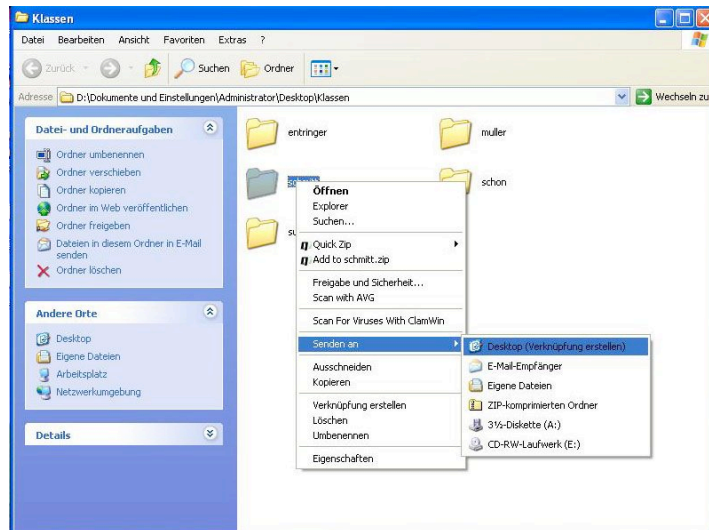 Klassen
Datei Bearbeiten Ansicht Favoriten Extras ?
Zurück Suchen Ordner
Adresse D:\Dokumente und Einstellungen\Administrator\Desktop\Klassen Wechseln zu
Datei- und Ordneraufgaben
Ordner umbenennen
Ordner verschieben
Ordner kopieren
Ordner im Web veröffentlichen
Ordner freigeben
Dateien in diesem Ordner in E-Mail
senden
Ordner löschen
Andere Orte
Desktop
Eigene Dateien
Arbeitsplatz
Netzwerkumgebung
Details
entringer
muller
schon
Öffnen
Explorer
Suchen...
Quick Zip
Add to schmitt.zip
Freigabe und Sicherheit...
Scan with AVG
Scan For Viruses With ClamWin
Senden an
Ausschneiden
Kopieren
Verknüpfung erstellen
Löschen
Umbenennen
Eigenschaften
Desktop (Verknüpfung erstellen)
E-Mail-Empfänger
Eigene Dateien
ZIP-komprimierten Ordner
3½-Diskette (A:)
CD-RW-Laufwerk (E:)